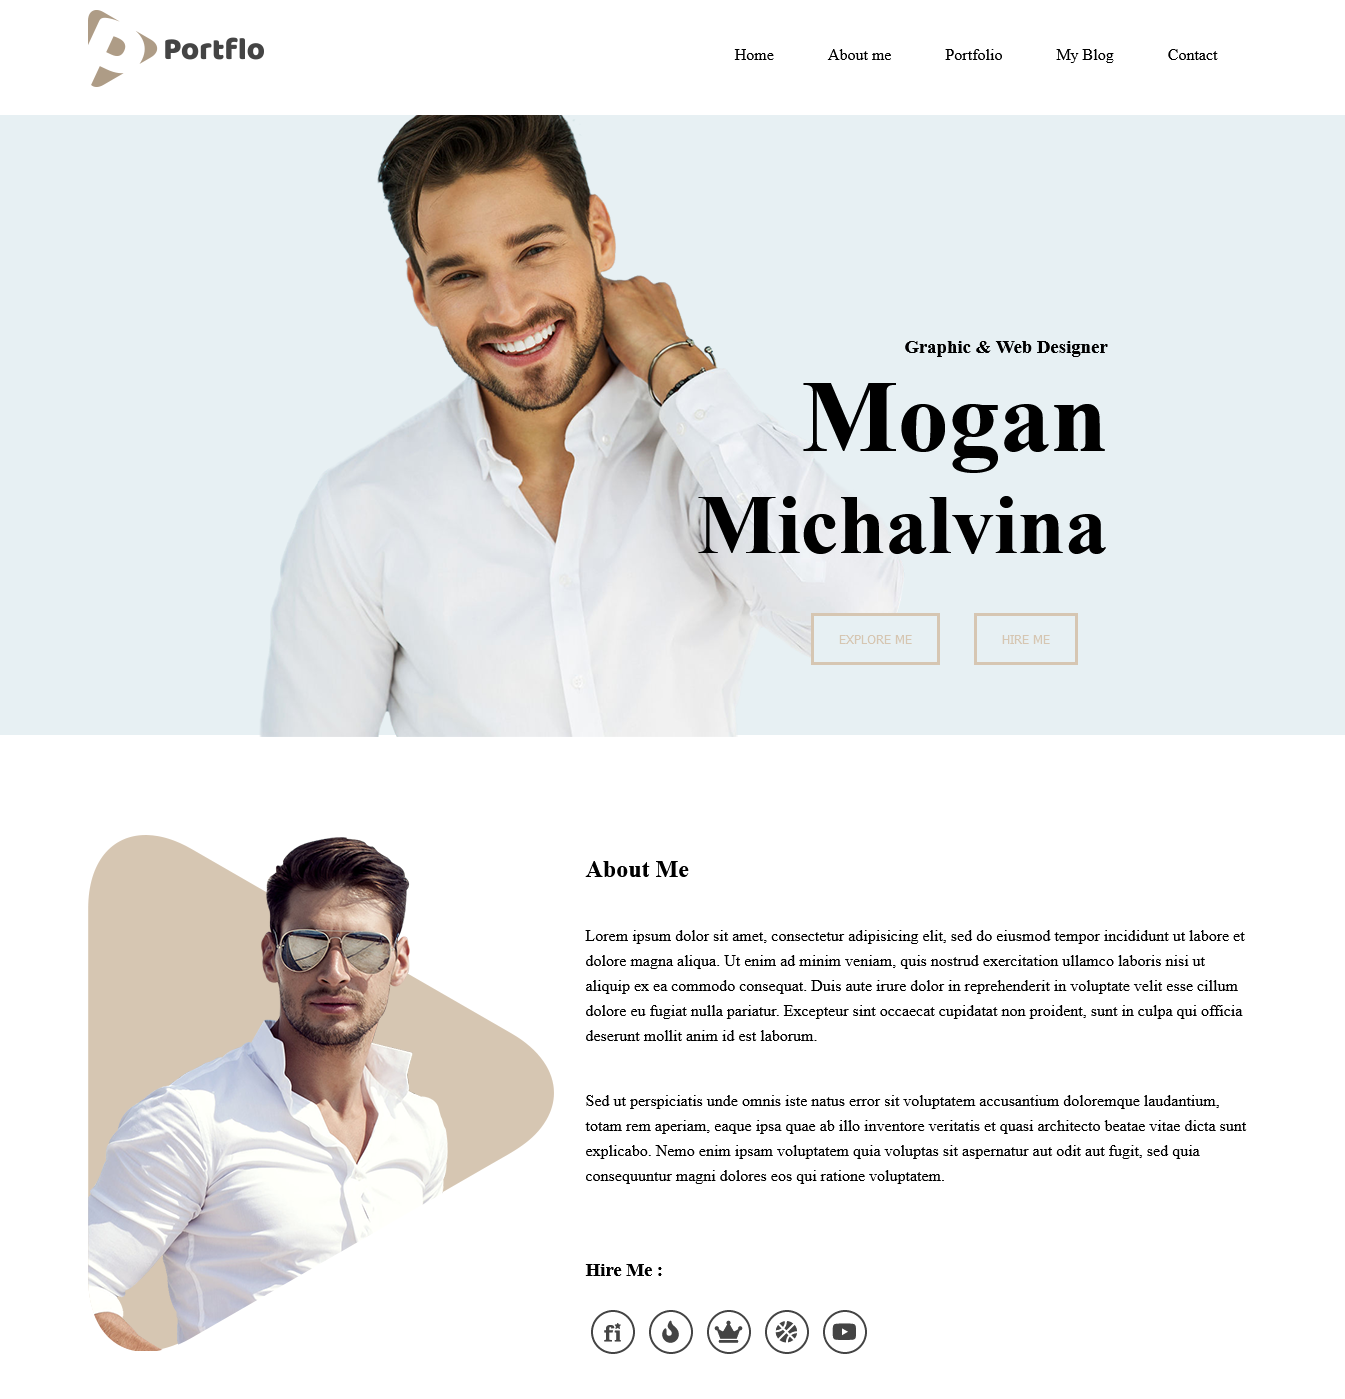 Portflo
Home About me Portfolio My Blog Contact
Graphic & Web Designer
Mogan
Michalvina
EXPLORE ME HIRE ME
About Me
Lorem ipsum dolor sit amet, consectetur adipisicing elit, sed do eiusmod tempor incididunt ut labore et
dolore magna aliqua. Ut enim ad minim veniam, quis nostrud exercitation ullamco laboris nisi ut
aliquip ex ea commodo consequat. Duis aute irure dolor in reprehenderit in voluptate velit esse cillum
dolore eu fugiat nulla pariatur. Excepteur sint occaecat cupidatat non proident, sunt in culpa qui officia
deserunt mollit anim id est laborum.
Sed ut perspiciatis unde omnis iste natus error sit voluptatem accusantium doloremque laudantium,
totam rem aperiam, eaque ipsa quae ab illo inventore veritatis et quasi architecto beatae vitae dicta sunt
explicabo. Nemo enim ipsam voluptatem quia voluptas sit aspernatur aut odit aut fugit, sed quia
consequuntur magni dolores eos qui ratione voluptatem.
Hire Me :
fi